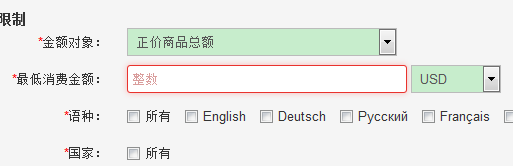 限制
*金额对象： 正价商品总额
*最低消费金额： 整数 USD
*语种： 所有 English Deutsch Русский Français
*国家： 所有